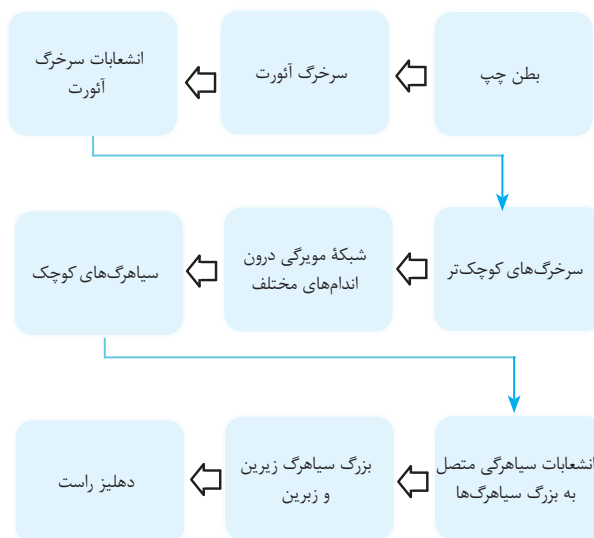 بطن چپ
سرخرگ آئورت
انشعابات سرخرگ
آئورت
سرخرگ‌های کوچک‌تر
شبکهٔ مویرگی درون
اندام‌های مختلف
سیاهرگ‌های کوچک
انشعابات سیاهرگی متصل
به بزرگ سیاهرگ‌ها
بزرگ سیاهرگ زیرین
و زبرین
دهلیز راست